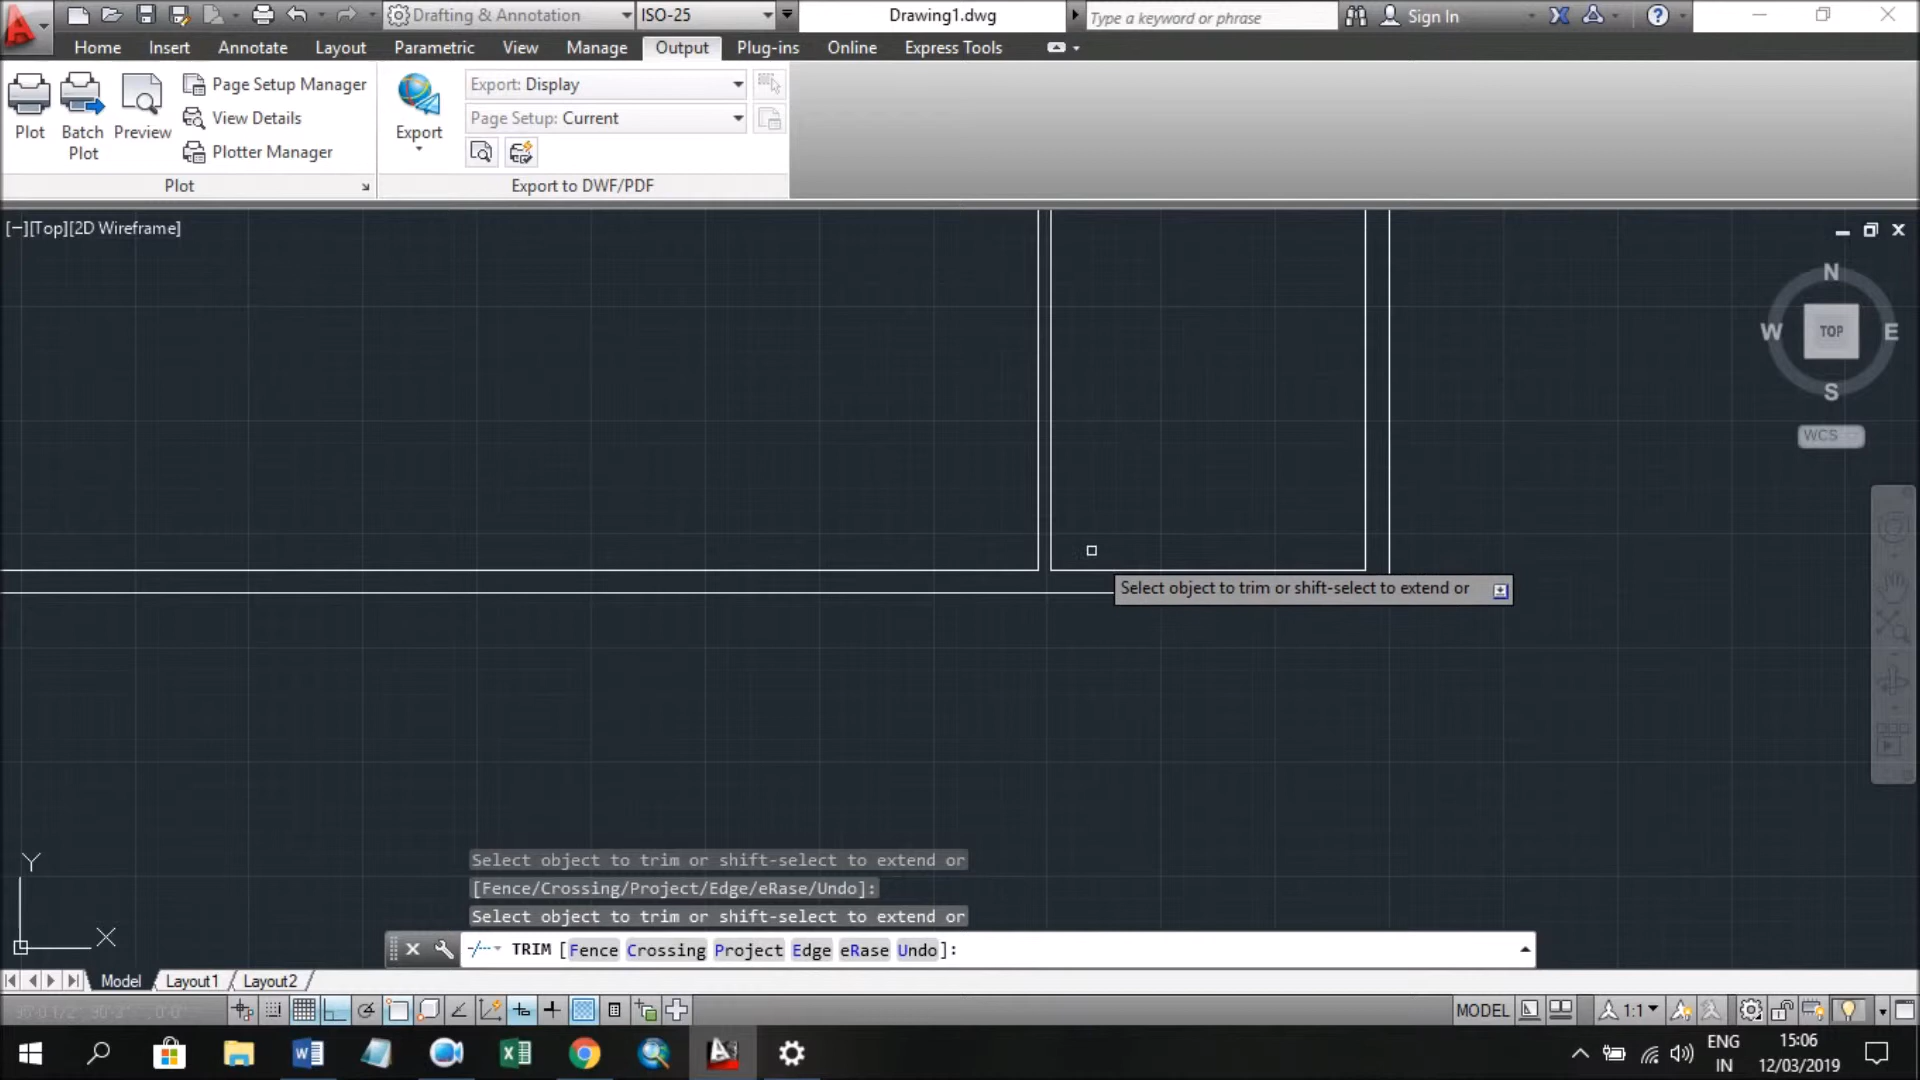 Drafting & Annotation
ISO-25
Drawing1.dwg
Type a keyword or phrase
Sign In
Home
Insert
Annotate
Layout
Parametric
View
Manage
Output
Plug-ins
Online
Express Tools
Plot
Batch
Plot
Preview
Page Setup Manager
View Details
Plotter Manager
Export
Export: Display
Page Setup: Current
Plot
Export to DWF/PDF
[−][Top][2D Wireframe]
N
W
TOP
E
S
WCS
Select object to trim or shift-select to extend or
Y
X
Select object to trim or shift-select to extend or
[Fence/Crossing/Project/Edge/eRase/Undo]:
Select object to trim or shift-select to extend or
TRIM [Fence Crossing Project Edge eRase Undo]:
Model
Layout1
Layout2
MODEL
1:1
ENG
IN
15:06
12/03/2019